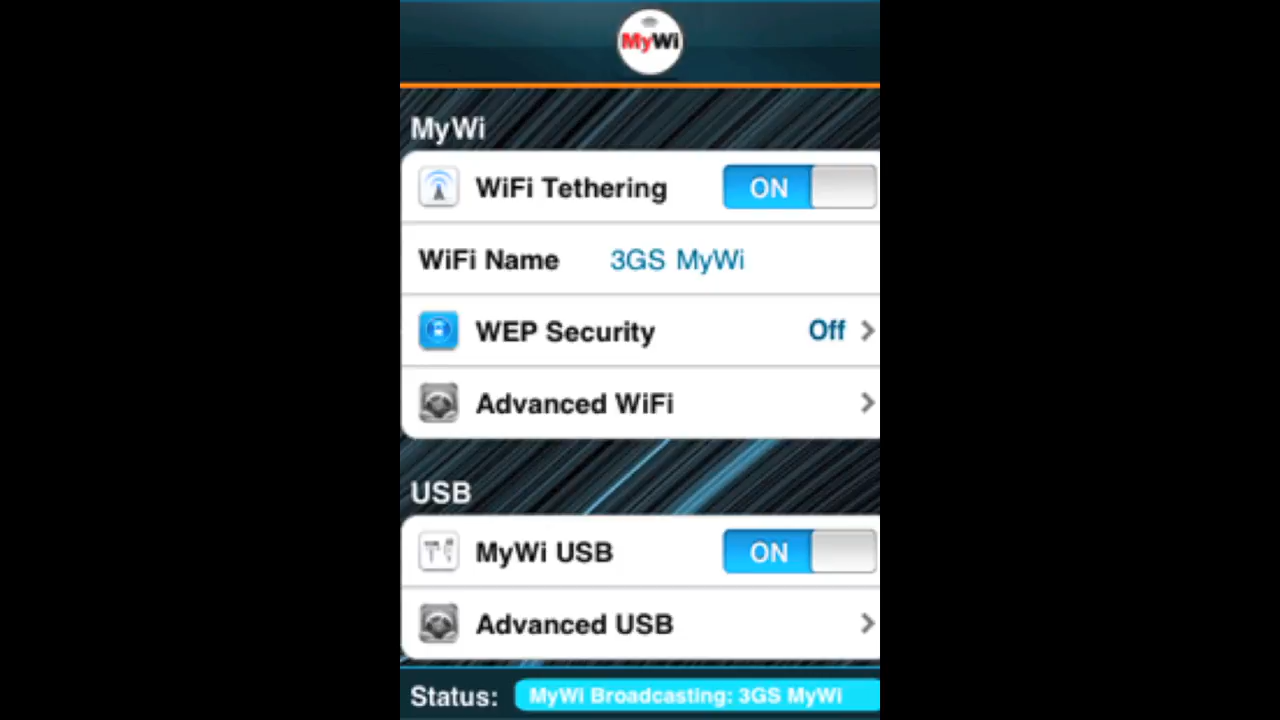 MyWi
MyWi
WiFi Tethering ON
WiFi Name 3GS MyWi
WEP Security Off
Advanced WiFi
USB
MyWi USB ON
Advanced USB
Status: MyWi Broadcasting: 3GS MyWi